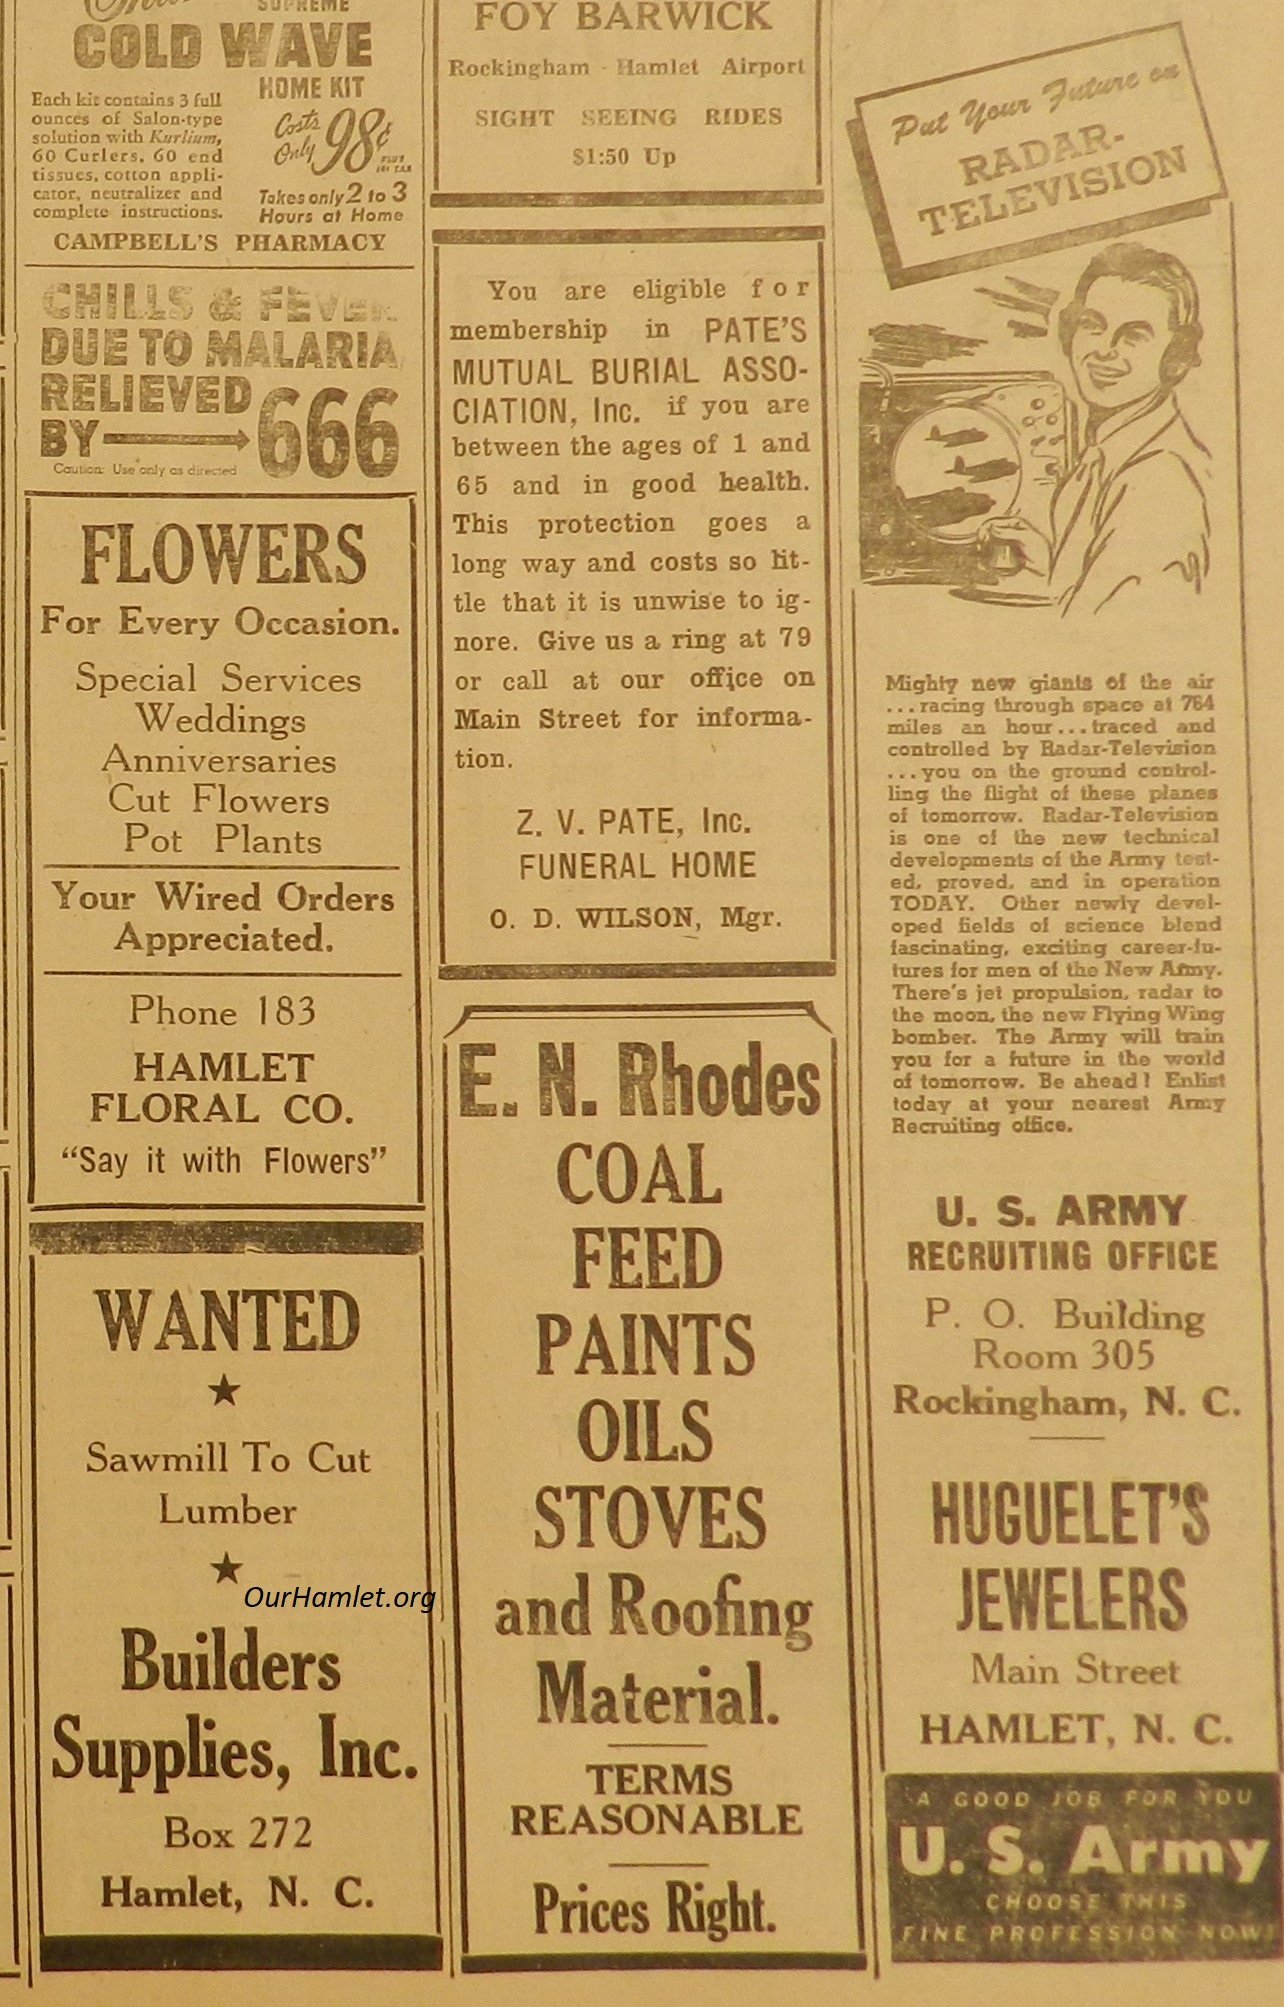 SUPREME
COLD WAVE
HOME KIT
Each kit contains 3 full
ounces of Salon-type
solution with Kurlium,
60 Curlers, 60 end
tissues, cotton appli-
cator, neutralizer and
complete instructions.
Costs
Only 98¢
PLUS
TAX
Takes only 2 to 3
Hours at Home
CAMPBELL'S PHARMACY
CHILLS & FEVER
DUE TO MALARIA
RELIEVED
BY 666
Caution: Use only as directed
FLOWERS
For Every Occasion.
Special Services
Weddings
Anniversaries
Cut Flowers
Pot Plants
Your Wired Orders
Appreciated.
Phone 183
HAMLET
FLORAL CO.
"Say it with Flowers"
WANTED
Sawmill To Cut
Lumber
OurHamlet.org
Builders
Supplies, Inc.
Box 272
Hamlet, N. C.
FOY BARWICK
Rockingham - Hamlet Airport
SIGHT SEEING RIDES
$1:50 Up
You are eligible for
membership in PATE'S
MUTUAL BURIAL ASSO-
CIATION, Inc. if you are
between the ages of 1 and
65 and in good health.
This protection goes a
long way and costs so lit-
tle that it is unwise to ig-
nore. Give us a ring at 79
or call at our office on
Main Street for informa-
tion.
Z. V. PATE, Inc.
FUNERAL HOME
O. D. WILSON, Mgr.
E. N. Rhodes
COAL
FEED
PAINTS
OILS
STOVES
and Roofing
Material.
TERMS
REASONABLE
Prices Right.
Put Your Future on
RADAR-
TELEVISION
Mighty new giants of the air
...racing through space at 764
miles an hour...traced and
controlled by Radar-Television
...you on the ground control-
ling the flight of these planes
of tomorrow. Radar-Television
is one of the new technical
developments of the Army test-
ed, proved, and in operation
TODAY. Other newly devel-
oped fields of science blend
fascinating, exciting career-fu-
tures for men of the New Army.
There's jet propulsion, radar to
the moon, the new Flying Wing
bomber. The Army will train
you for a future in the world
of tomorrow. Be ahead! Enlist
today at your nearest Army
Recruiting office.
U. S. ARMY
RECRUITING OFFICE
P. O. Building
Room 305
Rockingham, N. C.
HUGUELET'S
JEWELERS
Main Street
HAMLET, N. C.
A GOOD JOB FOR YOU
U. S. Army
CHOOSE THIS
FINE PROFESSION NOW!